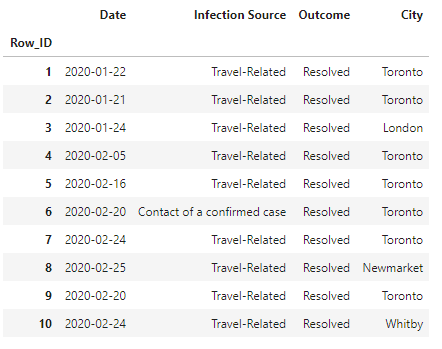 Date Infection Source Outcome City
Row_ID
1 2020-01-22 Travel-Related Resolved Toronto
2 2020-01-21 Travel-Related Resolved Toronto
3 2020-01-24 Travel-Related Resolved London
4 2020-02-05 Travel-Related Resolved Toronto
5 2020-02-16 Travel-Related Resolved Toronto
6 2020-02-20 Contact of a confirmed case Resolved Toronto
7 2020-02-24 Travel-Related Resolved Toronto
8 2020-02-25 Travel-Related Resolved Newmarket
9 2020-02-20 Travel-Related Resolved Toronto
10 2020-02-24 Travel-Related Resolved Whitby